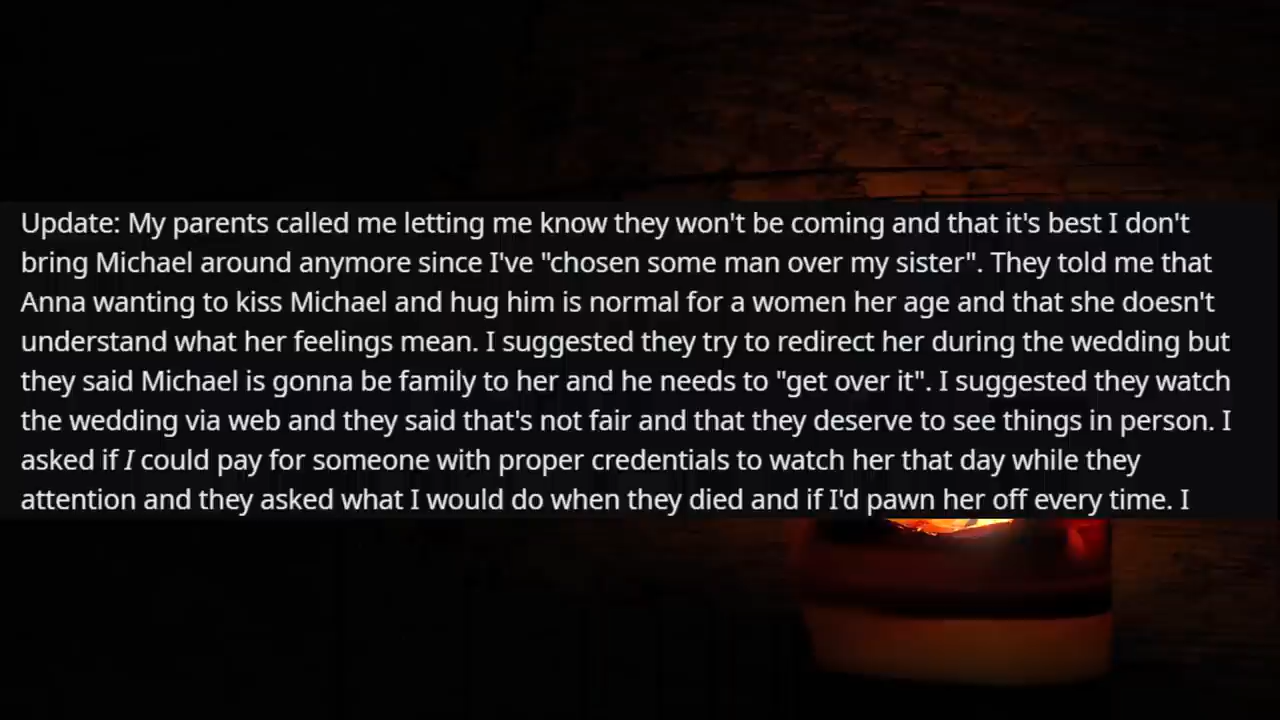 Update: My parents called me letting me know they won't be coming and that it's best I don't
bring Michael around anymore since I've "chosen some man over my sister". They told me that
Anna wanting to kiss Michael and hug him is normal for a women her age and that she doesn't
understand what her feelings mean. I suggested they try to redirect her during the wedding but
they said Michael is gonna be family to her and he needs to "get over it". I suggested they watch
the wedding via web and they said that's not fair and that they deserve to see things in person. I
asked if I could pay for someone with proper credentials to watch her that day while they
attention and they asked what I would do when they died and if I'd pawn her off every time. I